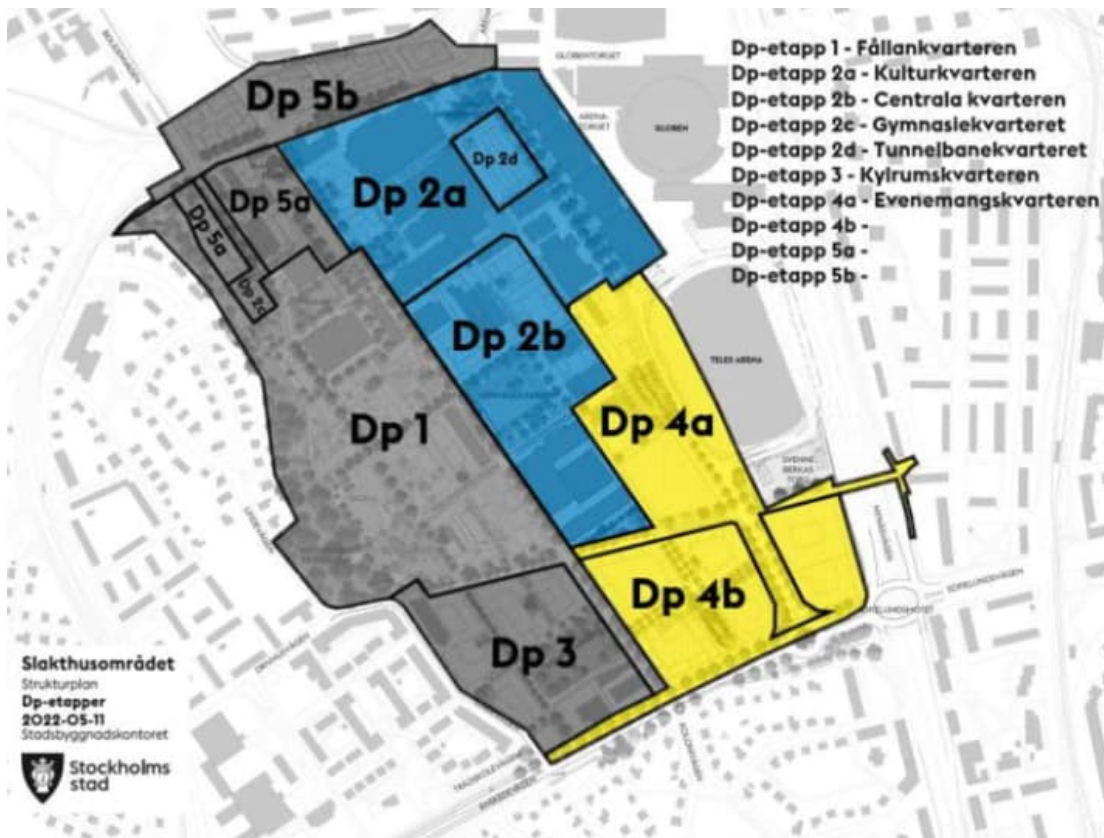 Dp-etapp 1 - Fållankvarteren
Dp-etapp 2a - Kulturkvarteren
Dp-etapp 2b - Centrala kvarteren
Dp-etapp 2c - Gymnasiekvarteret
Dp-etapp 2d - Tunnelbanekvarteret
Dp-etapp 3 - Kylrumskvarteren
Dp-etapp 4a - Evenemangskvarteren
Dp-etapp 4b -
Dp-etapp 5a -
Dp-etapp 5b -
GLOBENTORGET
GLOBEN
Dp 5b
Dp 2d
Dp 2a
Dp 5a
Dp 5a
Dp 2c
Dp 2b
TELE2 ARENA
Dp 1
Dp 4a
Dp 4b
Dp 3
SOFIELUNDSVÄGEN
Slakthusområdet
Strukturplan
Dp-etapper
2022-05-11
Stadsbyggnadskontoret
Stockholms
stad